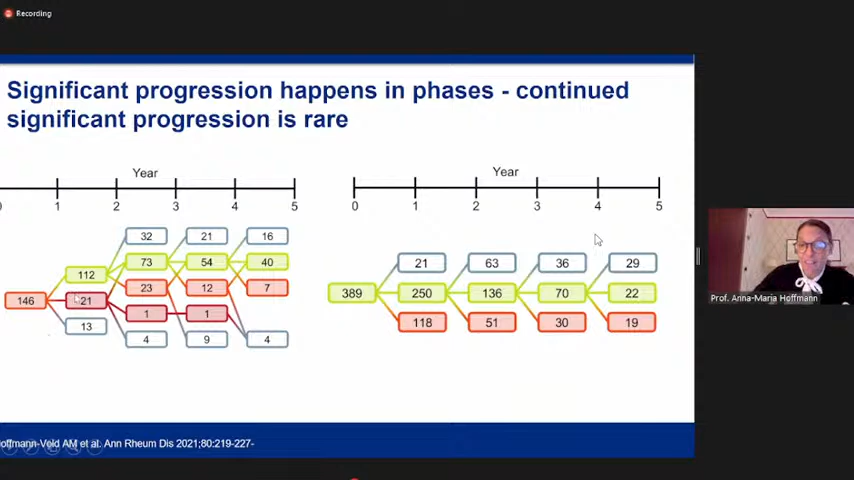 Recording
Significant progression happens in phases - continued
significant progression is rare
Year
1 2 3 4 5
32 21 16
112 73 54 40
146 21 23 12 7
13 1 1
4 9 4
Year
0 1 2 3 4 5
21 63 36 29
389 250 136 70 22
118 51 30 19
Prof. Anna-Maria Hoffmann
offmann-Vold AM et al. Ann Rheum Dis 2021;80:219-227-